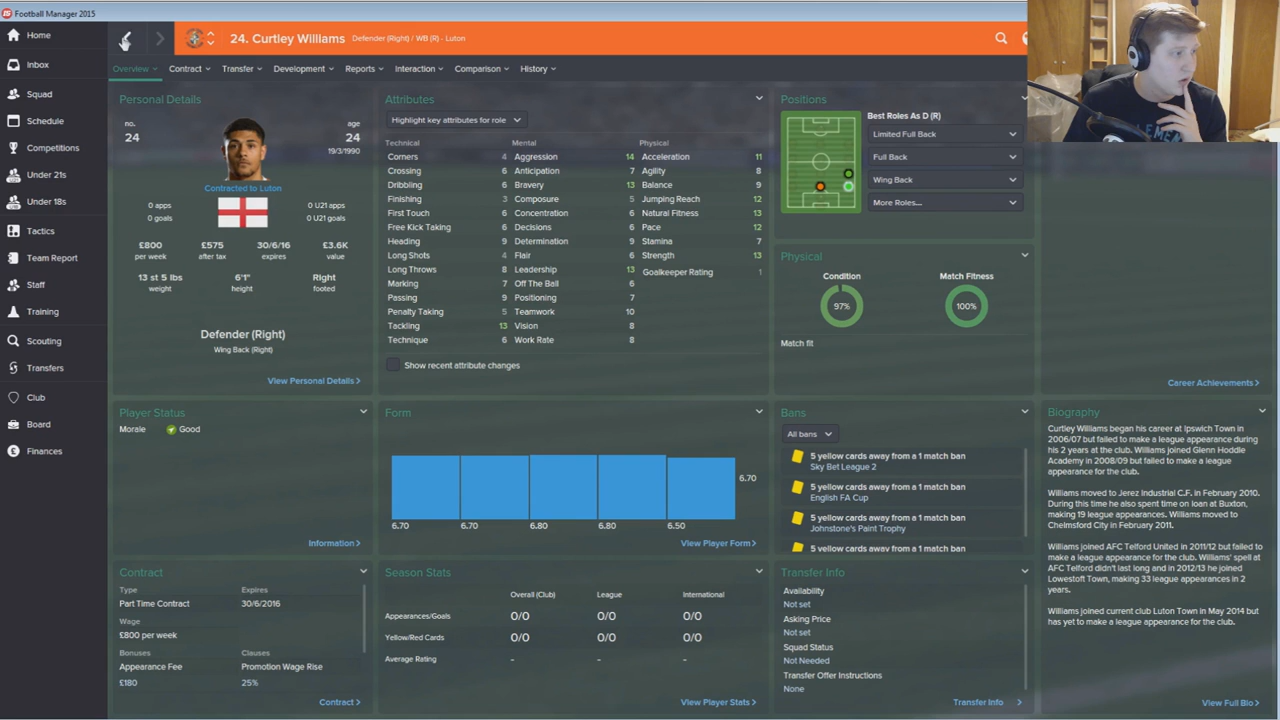 Football Manager 2015
Home
Inbox
Squad
Schedule
Competitions
Under 21s
Under 18s
Tactics
Team Report
Staff
Training
Scouting
Transfers
Club
Board
Finances
24. Curtley Williams
Defender (Right) / WB (R) - Luton
Overview
Contract
Transfer
Development
Reports
Interaction
Comparison
History
Personal Details
no.
24
age
24
19/3/1990
Contracted to Luton
0 apps
0 goals
0 U21 apps
0 U21 goals
£800
per week
£575
after tax
30/6/16
expires
£3.6K
value
13 st 5 lbs
weight
6'1"
height
Right
footed
Defender (Right)
Wing Back (Right)
View Personal Details >
Attributes
Highlight key attributes for role
Technical
Corners 4
Crossing 6
Dribbling 6
Finishing 3
First Touch 6
Free Kick Taking 6
Heading 9
Long Shots 4
Long Throws 8
Marking 7
Passing 9
Penalty Taking 5
Tackling 13
Technique 6
Mental
Aggression 14
Anticipation 7
Bravery 13
Composure 5
Concentration 6
Decisions 6
Determination 9
Flair 6
Leadership 13
Off The Ball 6
Positioning 7
Teamwork 10
Vision 8
Work Rate 8
Physical
Acceleration 11
Agility 8
Balance 9
Jumping Reach 12
Natural Fitness 13
Pace 12
Stamina 7
Strength 13
Goalkeeper Rating 1
Show recent attribute changes
Positions
Best Roles As D (R)
Limited Full Back
Full Back
Wing Back
More Roles...
Physical
Condition
97%
Match Fitness
100%
Match fit
Career Achievements >
Player Status
Morale Good
Information >
Form
6.70
6.70
6.70
6.80
6.80
6.50
View Player Form >
Bans
All bans
5 yellow cards away from a 1 match ban
Sky Bet League 2
5 yellow cards away from a 1 match ban
English FA Cup
5 yellow cards away from a 1 match ban
Johnstone's Paint Trophy
5 yellow cards away from a 1 match ban
Biography
Curtley Williams began his career at Ipswich Town in
2006/07 but failed to make a league appearance during
his 2 years at the club. Williams joined Glenn Hoddle
Academy in 2008/09 but failed to make a league
appearance for the club.
Williams moved to Jerez Industrial C.F. in February 2010.
During this time he also spent time on loan at Buxton,
making 19 league appearances. Williams moved to
Chelmsford City in February 2011.
Williams joined AFC Telford United in 2011/12 but failed to
make a league appearance for the club. Williams' spell at
AFC Telford didn't last long and in 2012/13 he joined
Lowestoft Town, making 33 league appearances in 2
years.
Williams joined current club Luton Town in May 2014 but
has yet to make a league appearance for the club.
View Full Bio >
Contract
Type
Part Time Contract
Expires
30/6/2016
Wage
£800 per week
Bonuses
Appearance Fee
£180
Clauses
Promotion Wage Rise
25%
Contract >
Season Stats
Overall (Club) League International
Appearances/Goals 0/0 0/0 0/0
Yellow/Red Cards 0/0 0/0 0/0
Average Rating - - -
View Player Stats >
Transfer Info
Availability
Not set
Asking Price
Not set
Squad Status
Not Needed
Transfer Offer Instructions
None
Transfer Info >